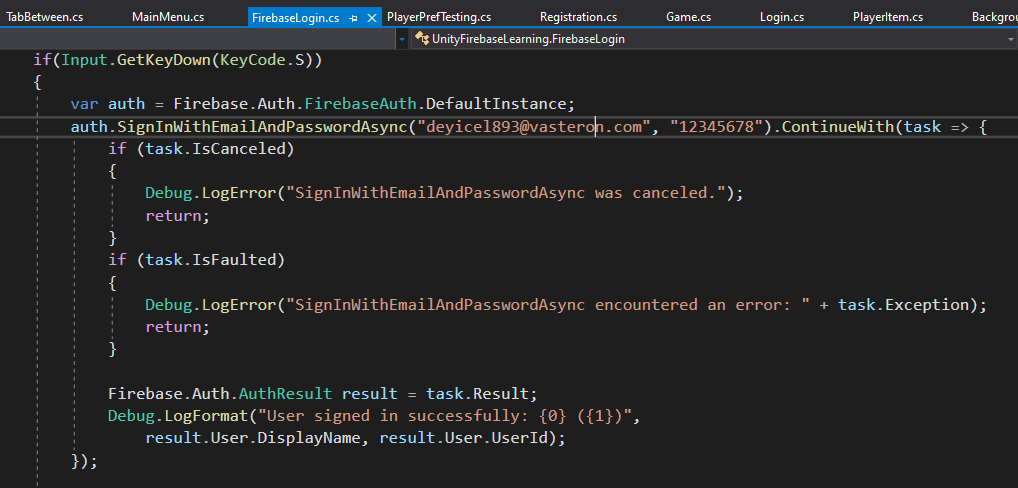 TabBetween.cs MainMenu.cs FirebaseLogin.cs PlayerPrefTesting.cs Registration.cs Game.cs Login.cs PlayerItem.cs Backgrou
UnityFirebaseLearning.FirebaseLogin
if(Input.GetKeyDown(KeyCode.S))
{
var auth = Firebase.Auth.FirebaseAuth.DefaultInstance;
auth.SignInWithEmailAndPasswordAsync("deyicel893@vasteron.com", "12345678").ContinueWith(task => {
if (task.IsCanceled)
{
Debug.LogError("SignInWithEmailAndPasswordAsync was canceled.");
return;
}
if (task.IsFaulted)
{
Debug.LogError("SignInWithEmailAndPasswordAsync encountered an error: " + task.Exception);
return;
}
Firebase.Auth.AuthResult result = task.Result;
Debug.LogFormat("User signed in successfully: {0} ({1})",
result.User.DisplayName, result.User.UserId);
});